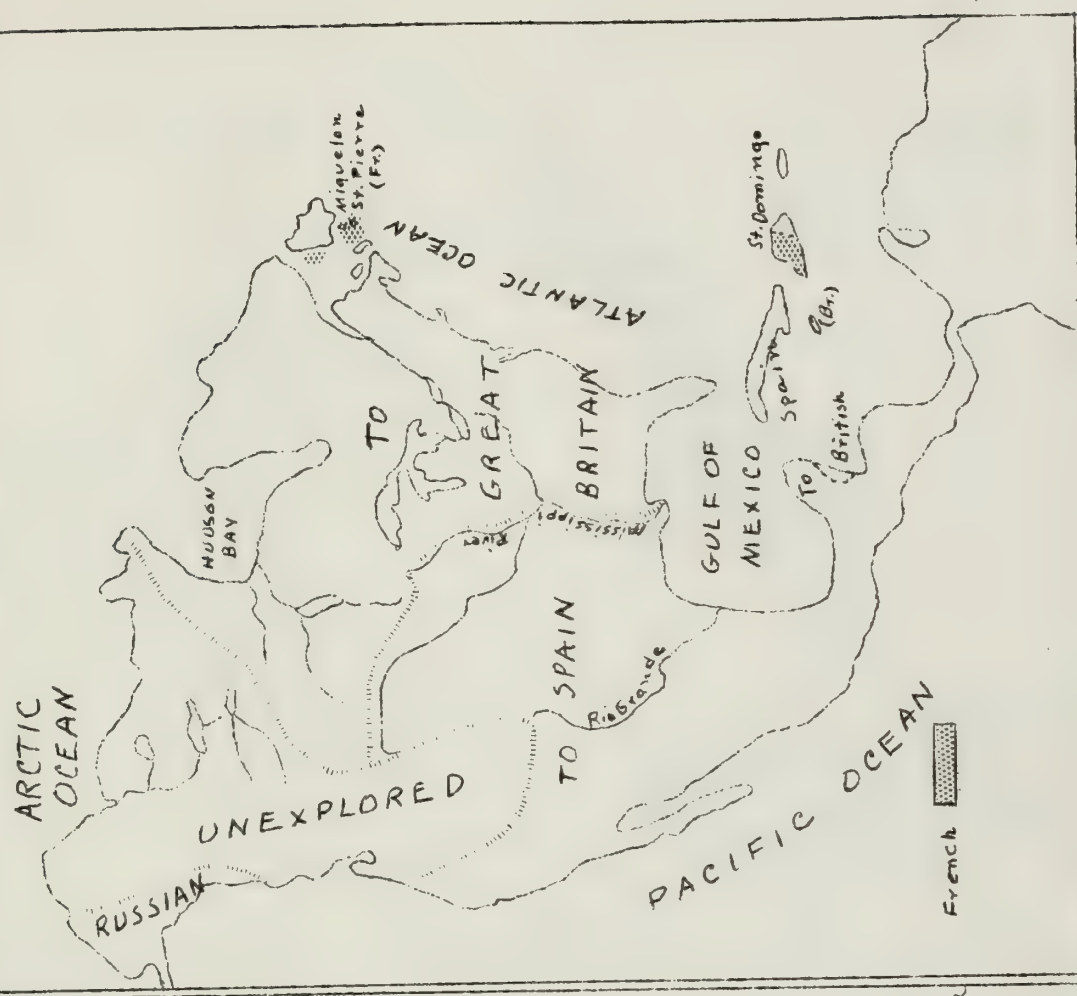 ARCTIC
OCEAN
UNEXPLORED
RUSSIAN
HUDSON
BAY
Miquelon
St. Pierre
(Fr.)
ATLANTIC OCEAN
TO
GREAT
BRITAIN
River
Mississippi
TO SPAIN
Rio Grande
GULF OF
MEXICO
Spain
St. Domingo
(Br.)
To
British
PACIFIC OCEAN
French